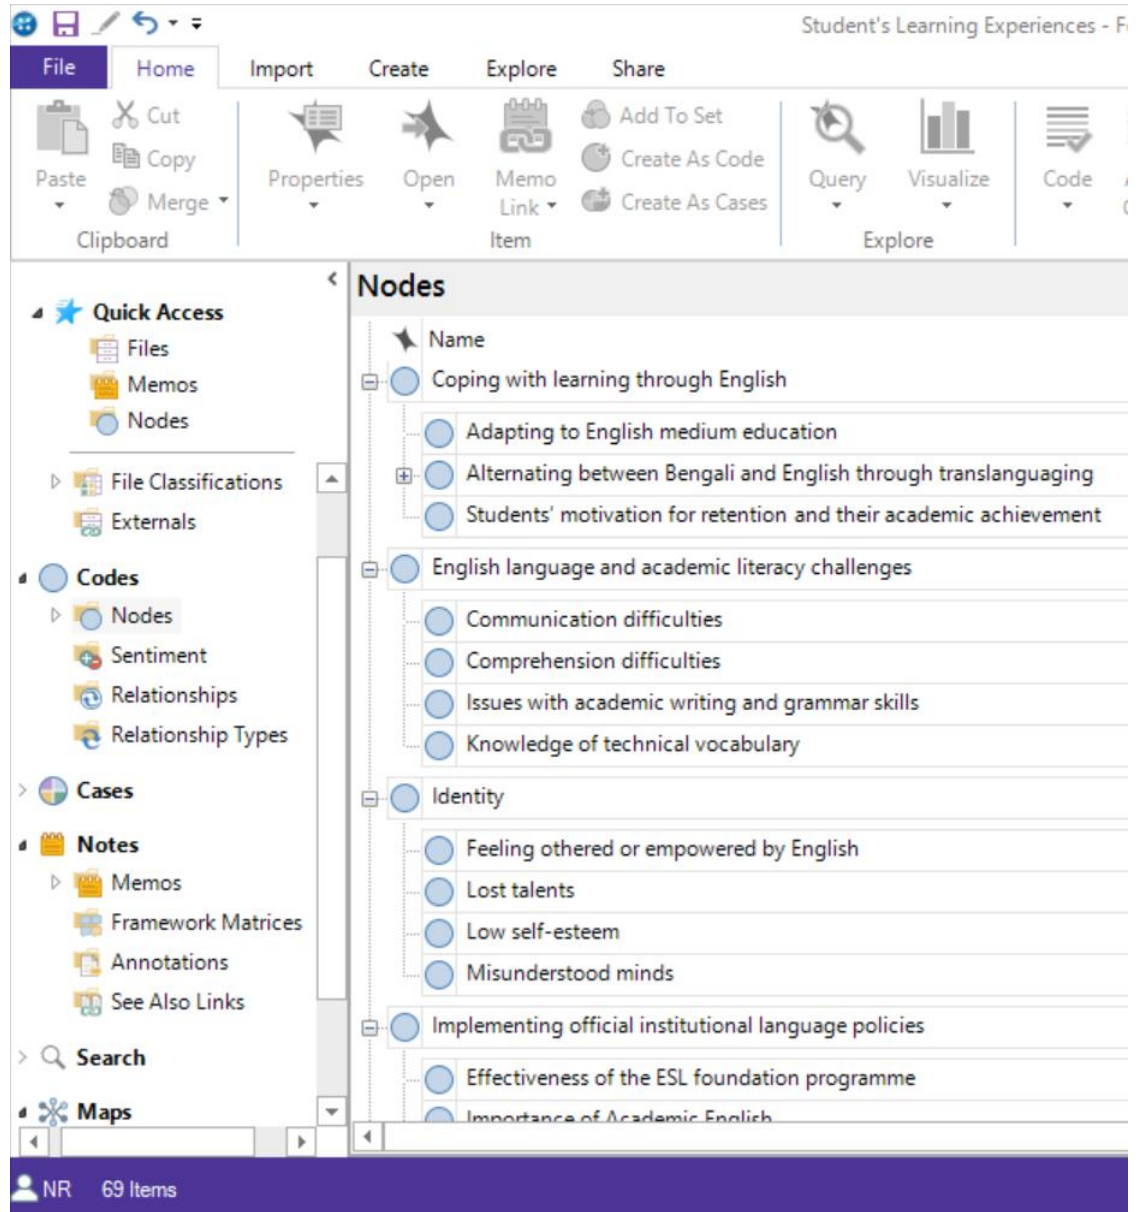 Student's Learning Experiences -
File Home Import Create Explore Share
Paste
Cut
Copy
Merge
Clipboard
Properties
Open
Memo
Link
Add To Set
Create As Code
Create As Cases
Item
Query
Visualize
Explore
Code
Quick Access
Files
Memos
Nodes
File Classifications
Externals
Codes
Nodes
Sentiment
Relationships
Relationship Types
Cases
Notes
Memos
Framework Matrices
Annotations
See Also Links
Search
Maps
Nodes
Name
Coping with learning through English
Adapting to English medium education
Alternating between Bengali and English through translanguaging
Students' motivation for retention and their academic achievement
English language and academic literacy challenges
Communication difficulties
Comprehension difficulties
Issues with academic writing and grammar skills
Knowledge of technical vocabulary
Identity
Feeling othered or empowered by English
Lost talents
Low self-esteem
Misunderstood minds
Implementing official institutional language policies
Effectiveness of the ESL foundation programme
Importance of Academic English
NR 69 Items